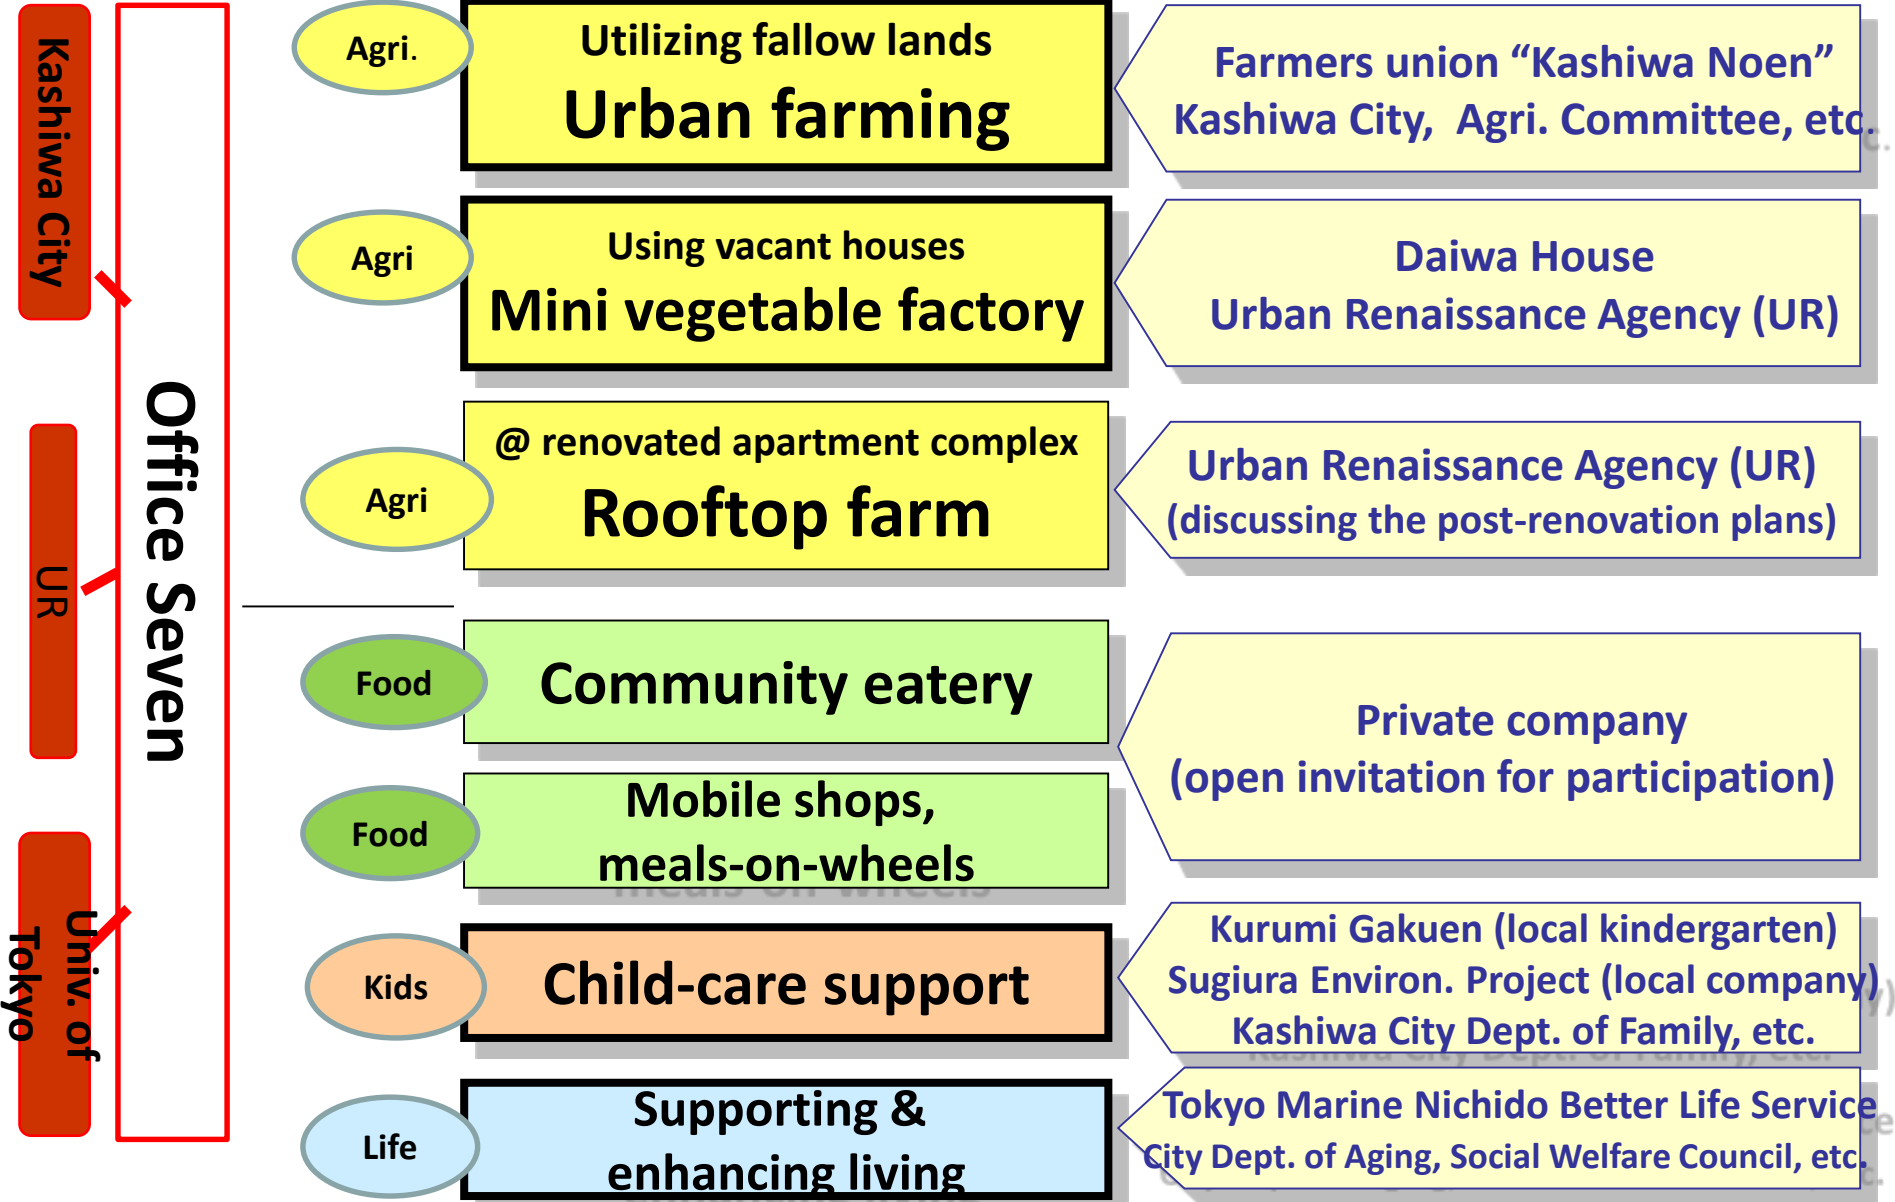 Kashiwa City
UR
Univ. of
Tokyo
Office Seven
Agri.
Utilizing fallow lands
Urban farming
Farmers union “Kashiwa Noen”
Kashiwa City,  Agri. Committee, etc.
Agri
Using vacant houses
Mini vegetable factory
Daiwa House
Urban Renaissance Agency (UR)
Agri
@ renovated apartment complex
Rooftop farm
Urban Renaissance Agency (UR)
(discussing the post-renovation plans)
Food
Community eatery
Food
Mobile shops,
meals-on-wheels
Private company
(open invitation for participation)
Kids
Child-care support
Kurumi Gakuen (local kindergarten)
Sugiura Environ. Project (local company)
Kashiwa City Dept. of Family, etc.
Life
Supporting &
enhancing living
Tokyo Marine Nichido Better Life Service
City Dept. of Aging, Social Welfare Council, etc.